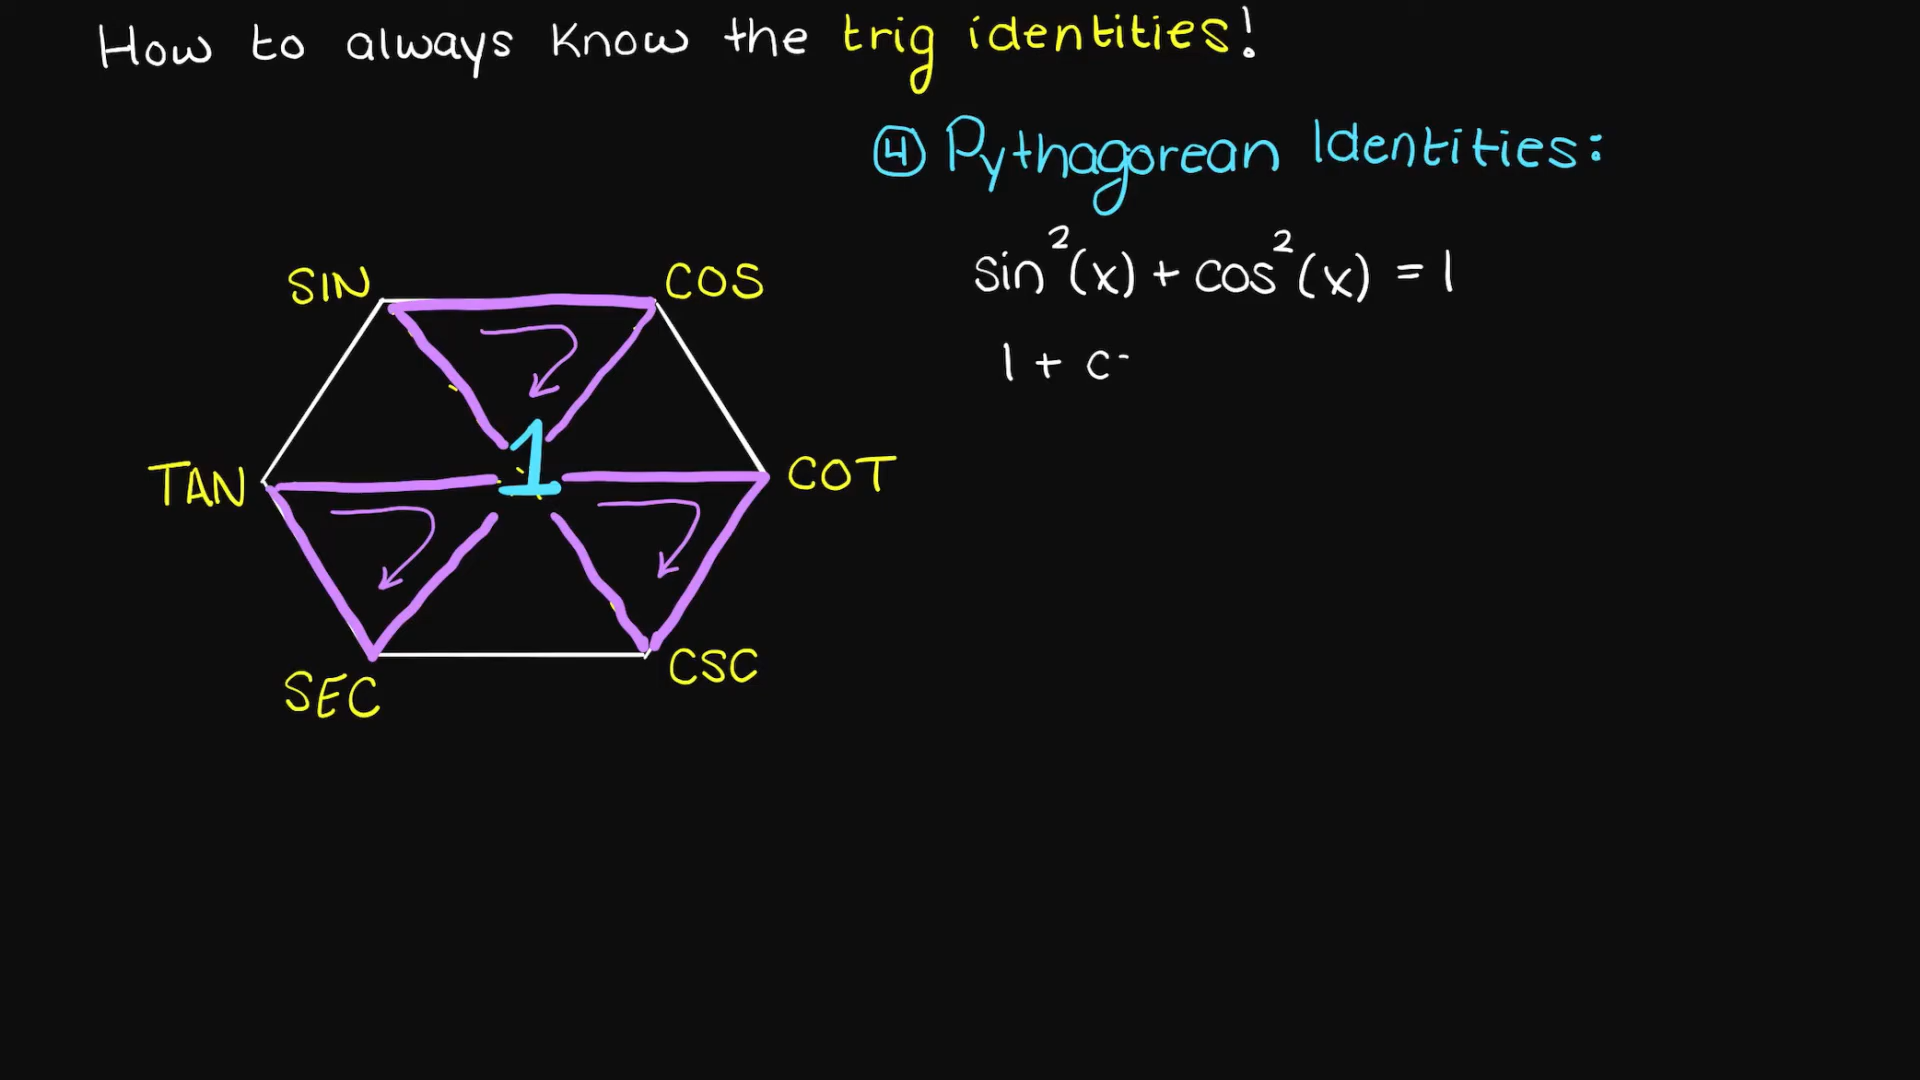 How to always know the trig identities!
④ Pythagorean Identities:
sin²(x) + cos²(x) = 1
1 + c
SIN
COS
TAN
1
COT
SEC
CSC